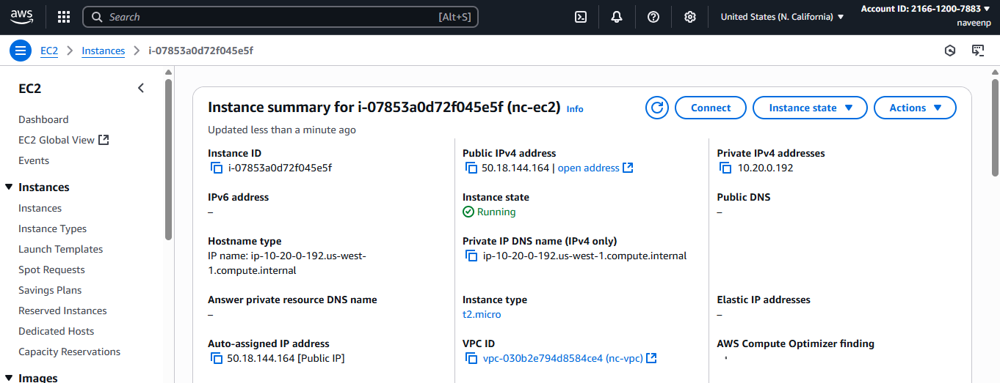 aws
Search
[Alt+S]
United States (N. California)
Account ID: 2166-1200-7883
naveenp
EC2
Instances
i-07853a0d72f045e5f
EC2
Dashboard
EC2 Global View
Events
Instances
Instances
Instance Types
Launch Templates
Spot Requests
Savings Plans
Reserved Instances
Dedicated Hosts
Capacity Reservations
Images
Instance summary for i-07853a0d72f045e5f (nc-ec2) Info
Connect
Instance state
Actions
Updated less than a minute ago
Instance ID
i-07853a0d72f045e5f
Public IPv4 address
50.18.144.164 | open address
Private IPv4 addresses
10.20.0.192
IPv6 address
–
Instance state
Running
Public DNS
–
Hostname type
IP name: ip-10-20-0-192.us-west-
1.compute.internal
Private IP DNS name (IPv4 only)
ip-10-20-0-192.us-west-1.compute.internal
Answer private resource DNS name
–
Instance type
t2.micro
Elastic IP addresses
–
Auto-assigned IP address
50.18.144.164 [Public IP]
VPC ID
vpc-030b2e794d8584ce4 (nc-vpc)
AWS Compute Optimizer finding